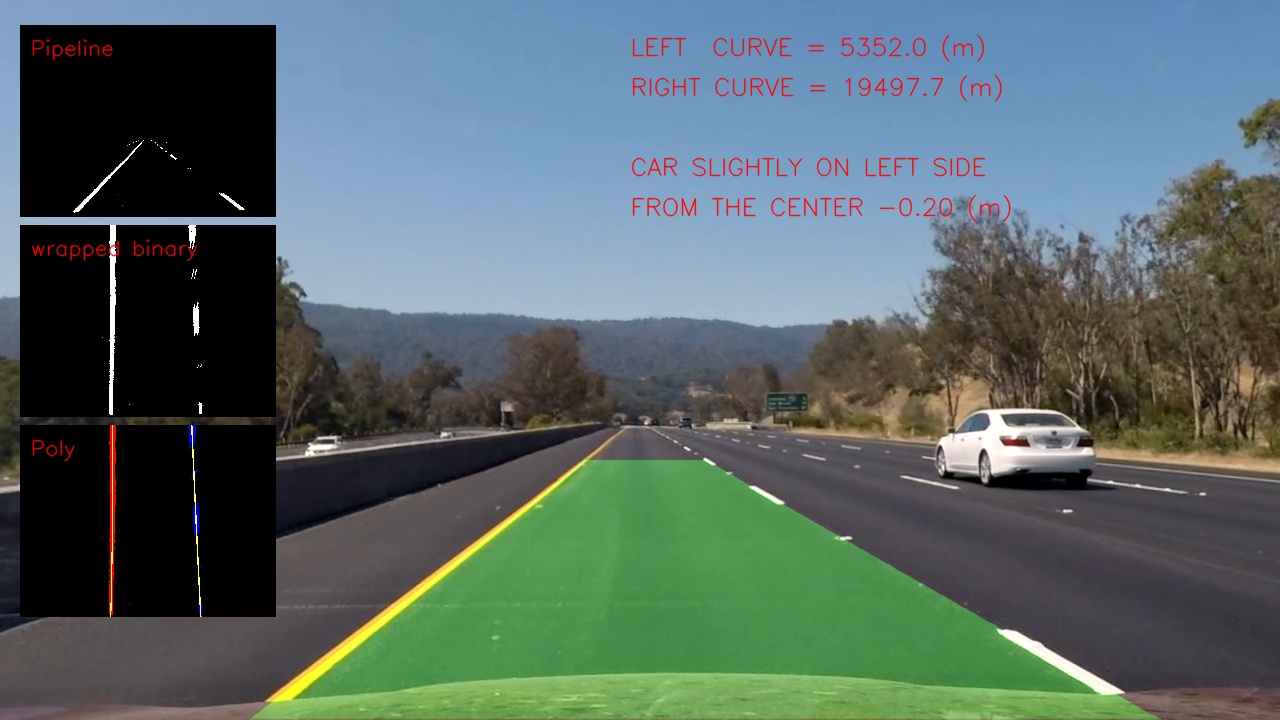 Pipeline
LEFT  CURVE = 5352.0 (m)
RIGHT CURVE = 19497.7 (m)
CAR SLIGHTLY ON LEFT SIDE
FROM THE CENTER -0.20 (m)
wrapped binary
Poly